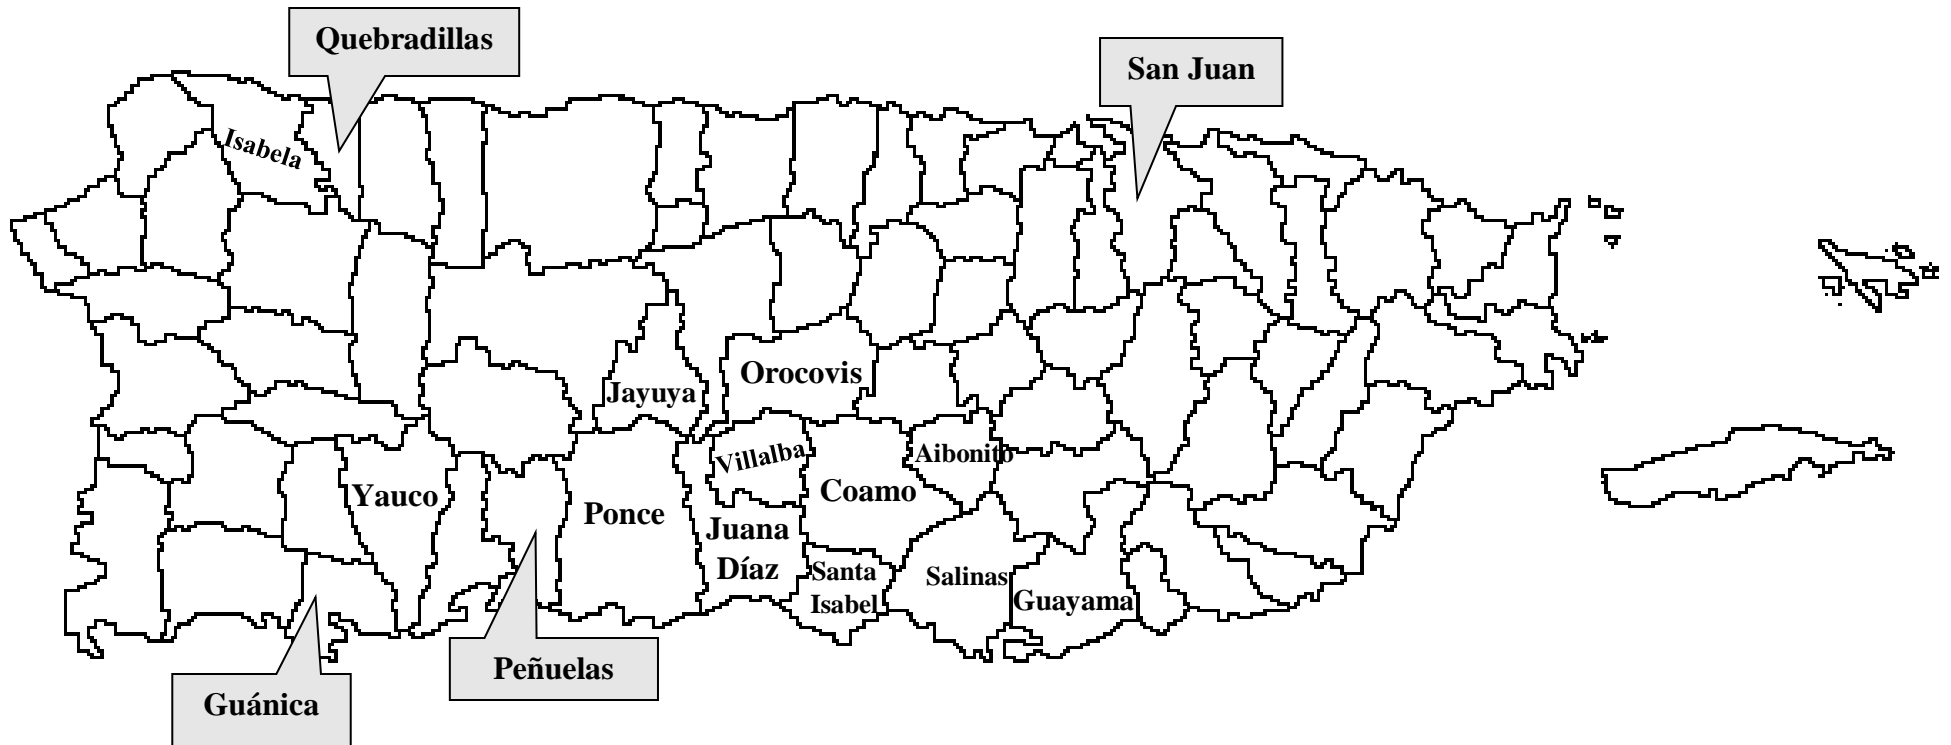 Quebradillas
San Juan
Isabela
Jayuya
Orocovis
Villalba
Aibonito
Yauco
Coamo
Ponce
Juana
Díaz
Santa
Isabel
Salinas
Guayama
Peñuelas
Guánica